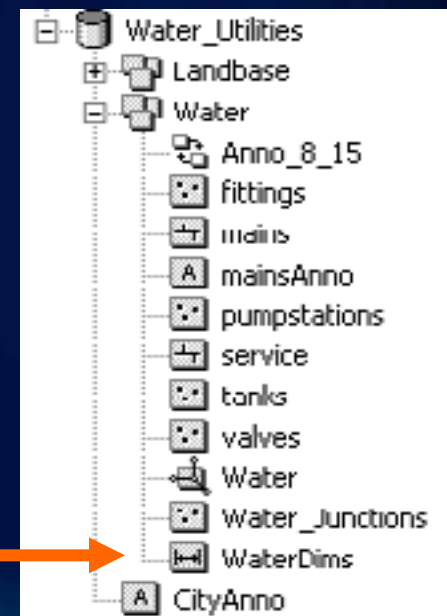 Water_Utilities
Landbase
Water
Anno_8_15
fittings
mains
A mainsAnno
pumpstations
service
tanks
valves
Water
Water_Junctions
WaterDims
A CityAnno